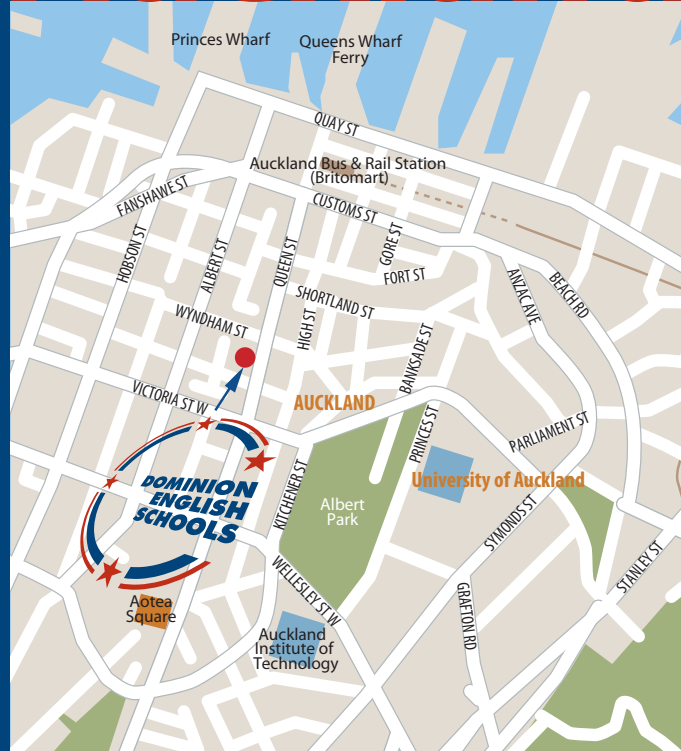 Princes Wharf
Queens Wharf
Ferry
QUAY ST
Auckland Bus & Rail Station
(Britomart)
FANSHAWE ST
CUSTOMS ST
HOBSON ST
ALBERT ST
QUEEN ST
GORE ST
FORT ST
ANZAC AVE
BEACH RD
SHORTLAND ST
WYNDHAM ST
HIGH ST
BANKSADE ST
VICTORIA ST W
AUCKLAND
PRINCES ST
PARLIAMENT ST
University of Auckland
KITCHENER ST
Albert
Park
DOMINION
ENGLISH
SCHOOLS
SYMONDS ST
STANLEY ST
WELLESLEY ST W
GRAFTON RD
Aotea
Square
Auckland
Institute of
Technology